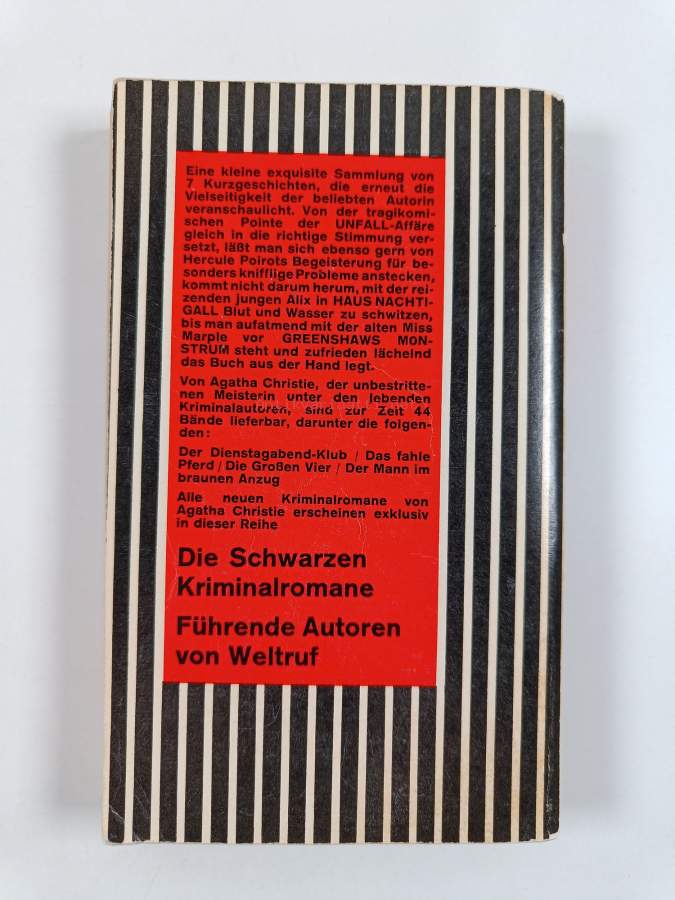 Eine kleine exquisite Sammlung von
7 Kurzgeschichten, die erneut die
Vielseitigkeit der beliebten Autorin
veranschaulicht. Von der tragikomi-
schen Pointe der UNFALL-Affäre
gleich in die richtige Stimmung ver-
setzt, läßt man sich ebenso gern von
Hercule Poirots Begeisterung für be-
sonders knifflige Probleme anstecken,
kommt nicht darum herum, mit der rei-
zenden jungen Alix in HAUS NACHTI-
GALL Blut und Wasser zu schwitzen,
bis man aufatmend mit der alten Miss
Marple vor GREENSHAWS MON-
STRUM steht und zufrieden lächelnd
das Buch aus der Hand legt.
Von Agatha Christie, der unbestritte-
nen Meisterin unter den lebenden
Kriminalautoren, sind zur Zeit 44
Bände lieferbar, darunter die folgen-
den:
Der Dienstagabend-Klub / Das fahle
Pferd / Die Großen Vier / Der Mann im
braunen Anzug
Alle neuen Kriminalromane von
Agatha Christie erscheinen exklusiv
in dieser Reihe
Die Schwarzen
Kriminalromane
Führende Autoren
von Weltruf